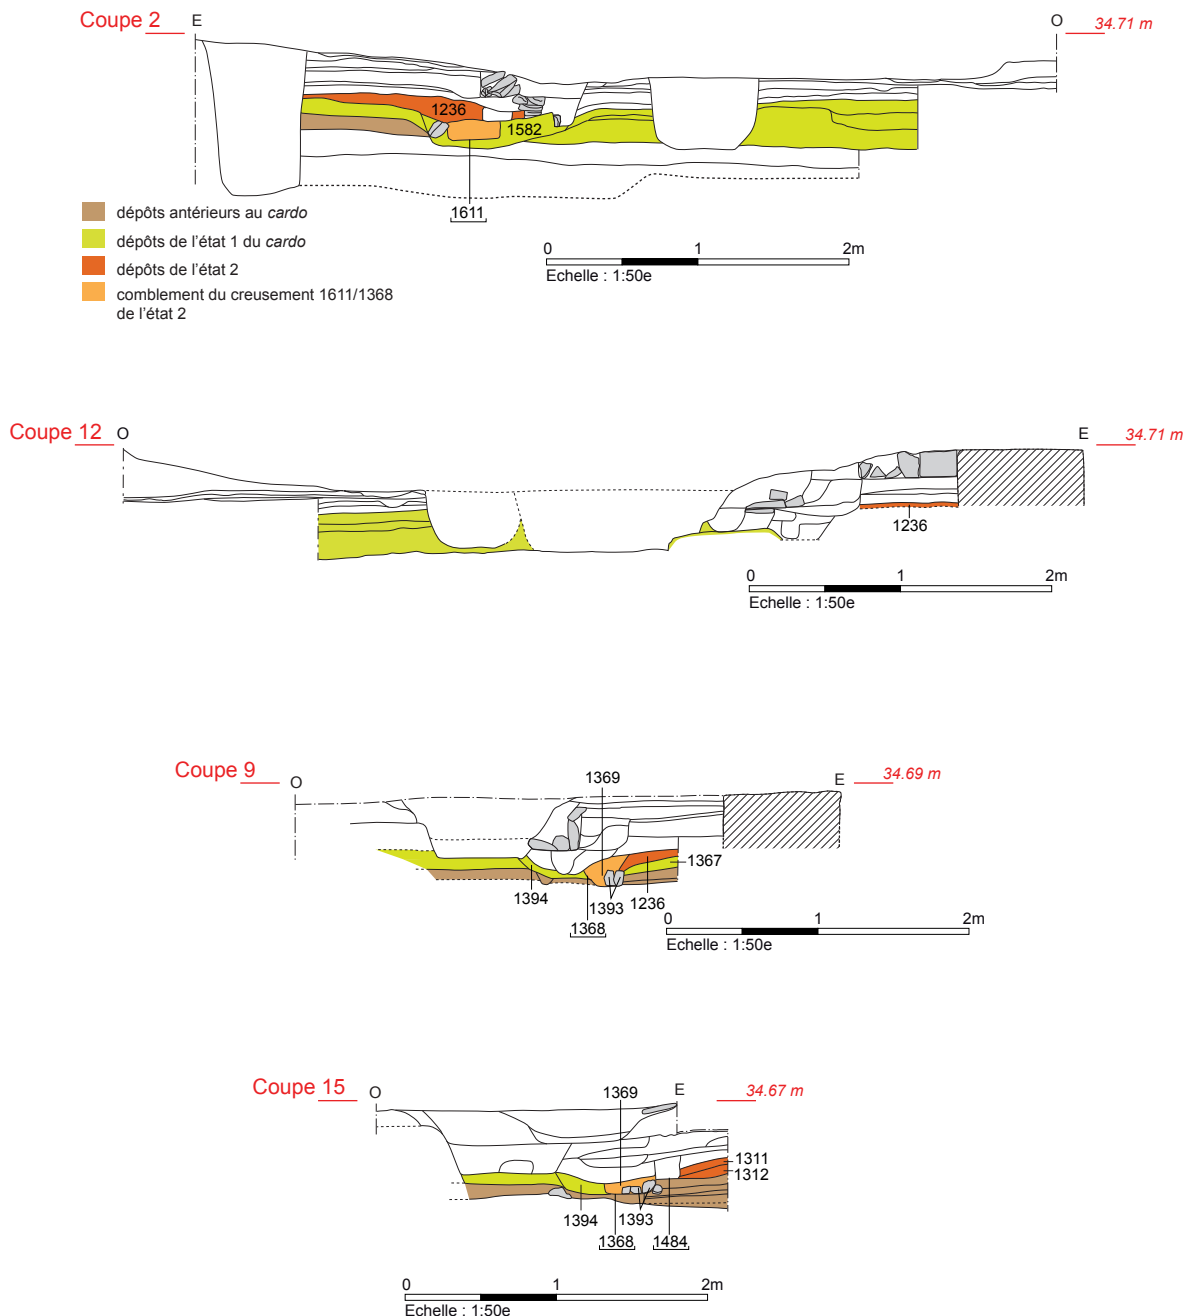 Coupe 2 E O 34.71 m
1236
1582
1611
dépôts antérieurs au cardo
dépôts de l'état 1 du cardo
dépôts de l'état 2
comblement du creusement 1611/1368
de l'état 2
0 1 2m
Echelle : 1:50e
Coupe 12 O E 34.71 m
1236
0 1 2m
Echelle : 1:50e
Coupe 9 O 1369 E 34.69 m
1367
1394 1393 1236
1368
0 1 2m
Echelle : 1:50e
Coupe 15 O 1369 E 34.67 m
1311
1312
1394 1393
1368 1484
0 1 2m
Echelle : 1:50e